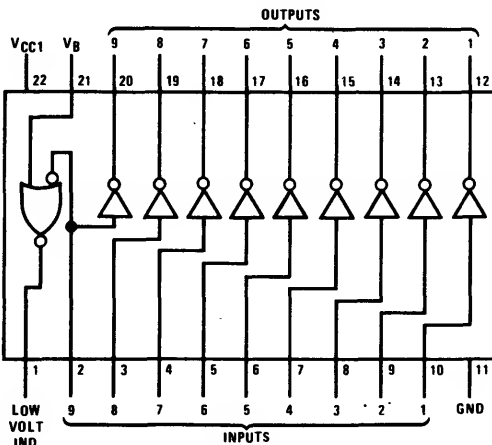 OUTPUTS
VCC1 VB 9 8 7 6 5 4 3 2 1
22 21 20 19 18 17 16 15 14 13 12
1 2 3 4 5 6 7 8 9 10 11
LOW VOLT IND 9 8 7 6 5 4 3 2 1 GND
INPUTS